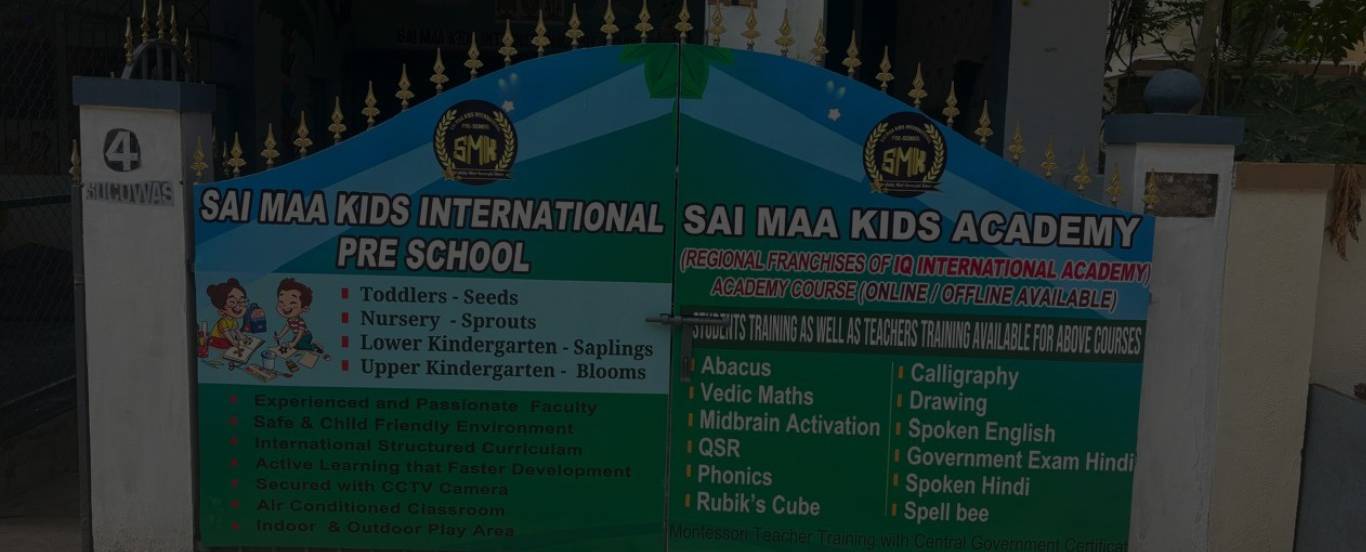 4
SMK
SMK
SAI MAA KIDS INTERNATIONAL
PRE SCHOOL
Toddlers - Seeds
Nursery - Sprouts
Lower Kindergarten - Saplings
Upper Kindergarten - Blooms
Experienced and Passionate Faculty
Safe & Child Friendly Environment
International Structured Curriculam
Active Learning that Faster Development
Secured with CCTV Camera
Air Conditioned Classroom
Indoor & Outdoor Play Area
SAI MAA KIDS ACADEMY
(REGIONAL FRANCHISES OF IQ INTERNATIONAL ACADEMY)
ACADEMY COURSE (ONLINE / OFFLINE AVAILABLE)
STUDENTS TRAINING AS WELL AS TEACHERS TRAINING AVAILABLE FOR ABOVE COURSES
Abacus
Vedic Maths
Midbrain Activation
QSR
Phonics
Rubik's Cube
Calligraphy
Drawing
Spoken English
Government Exam Hindi
Spoken Hindi
Spell bee
Montessori Teacher Training with Central Government Certificat